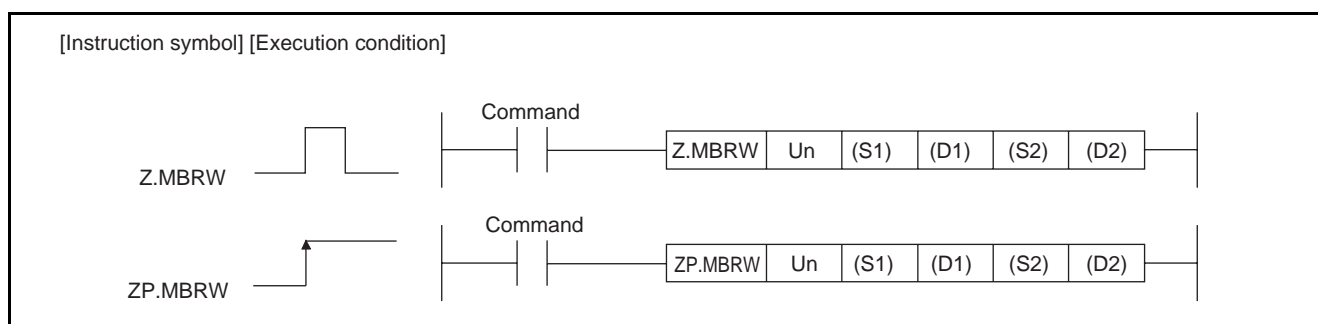 [Instruction symbol] [Execution condition]
Command
Z.MBRW Z.MBRW Un (S1) (D1) (S2) (D2)
Command
ZP.MBRW ZP.MBRW Un (S1) (D1) (S2) (D2)